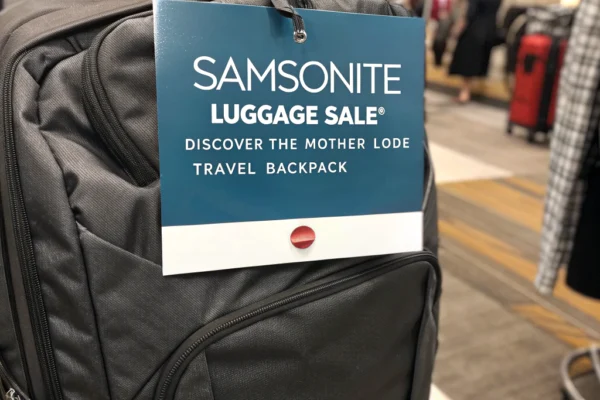 SAMSONITE
LUGGAGE SALE®
DISCOVER THE MOTHER LODE
TRAVEL BACKPACK